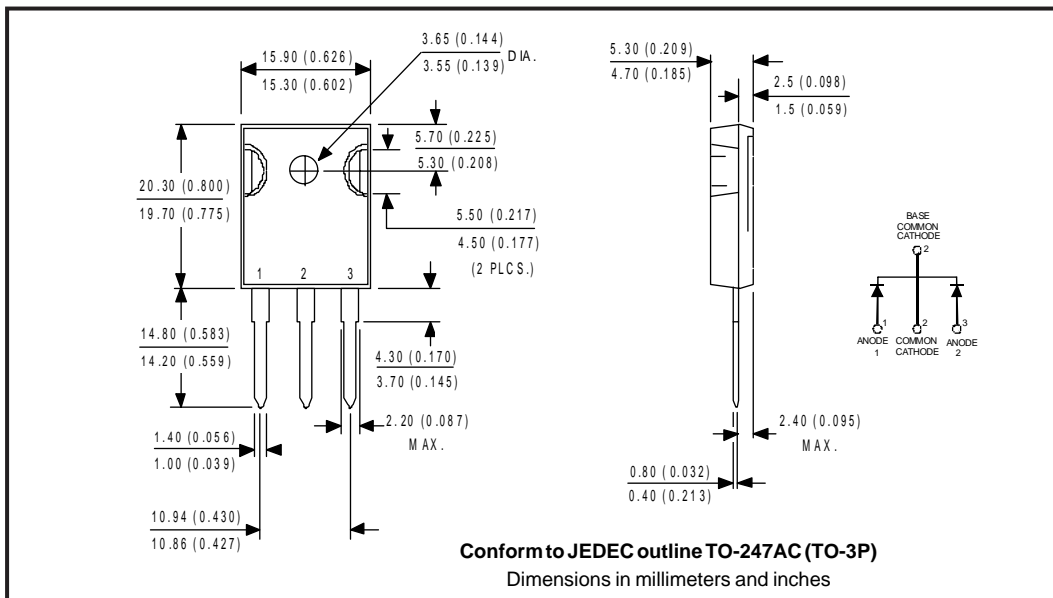 3.65 (0.144)
3.55 (0.139)
DIA.
15.90 (0.626)
15.30 (0.602)
5.30 (0.209)
4.70 (0.185)
2.5 (0.098)
1.5 (0.059)
5.70 (0.225)
5.30 (0.208)
20.30 (0.800)
19.70 (0.775)
5.50 (0.217)
4.50 (0.177)
(2 PLCS.)
1 2 3
BASE
COMMON
CATHODE
2
14.80 (0.583)
14.20 (0.559)
4.30 (0.170)
3.70 (0.145)
1 2 3
ANODE
1
COMMON
CATHODE
ANODE
2
1.40 (0.056)
1.00 (0.039)
2.20 (0.087)
MAX.
2.40 (0.095)
MAX.
0.80 (0.032)
0.40 (0.213)
10.94 (0.430)
10.86 (0.427)
Conform to JEDEC outline TO-247AC (TO-3P)
Dimensions in millimeters and inches